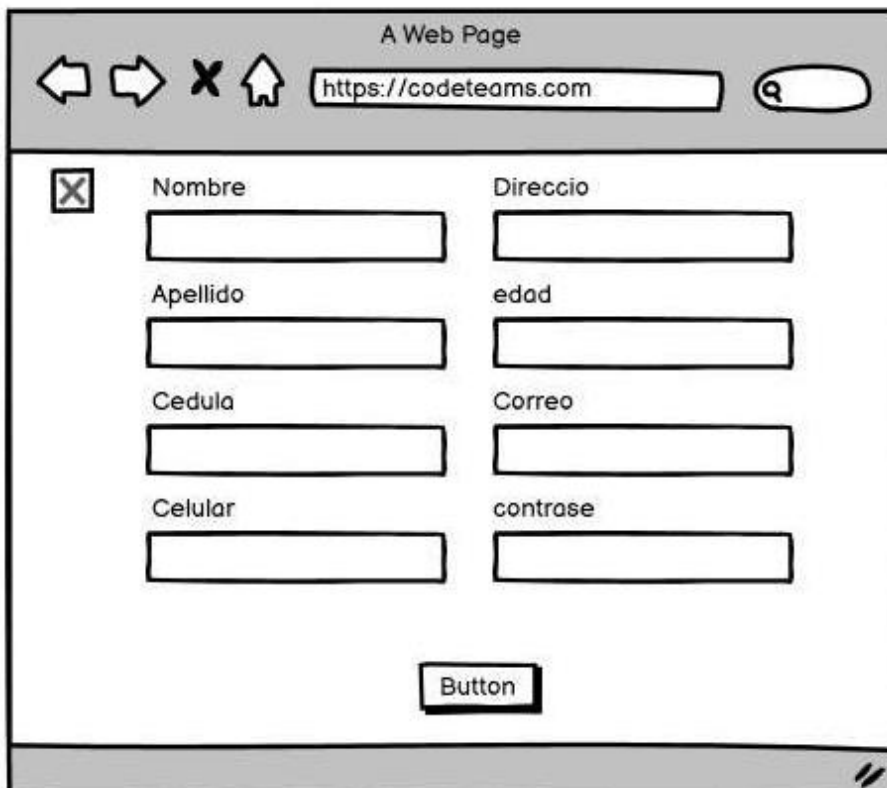 A Web Page
https://codeteams.com
Nombre
Direccio
Apellido
edad
Cedula
Correo
Celular
contrase
Button